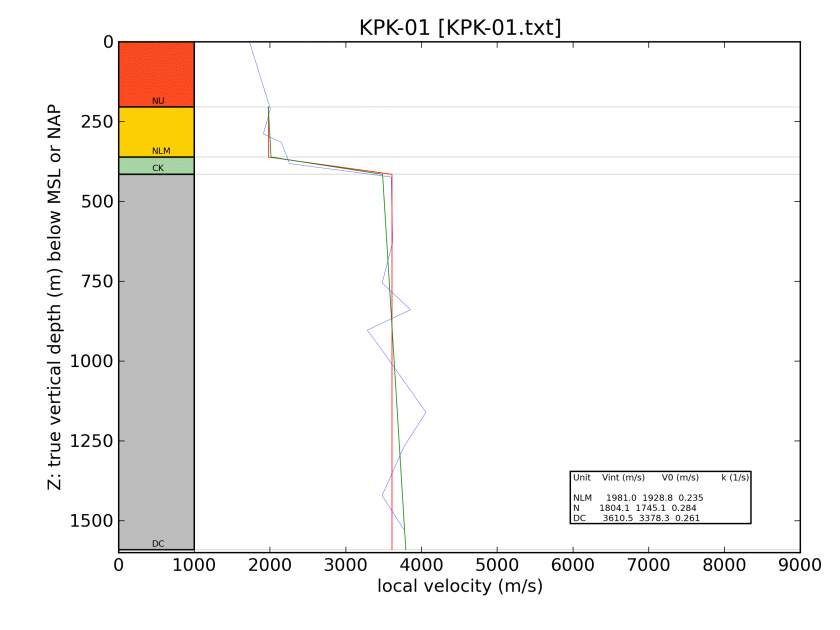 KPK-01 [KPK-01.txt]
0
250
500
750
1000
1250
1500
Z: true vertical depth (m) below MSL or NAP
NU
NLM
CK
DC
Unit Vint (m/s) V0 (m/s) k (1/s)
NLM 1981.0 1928.8 0.235
N 1804.1 1745.1 0.284
DC 3610.5 3378.3 0.261
0 1000 2000 3000 4000 5000 6000 7000 8000 9000
local velocity (m/s)